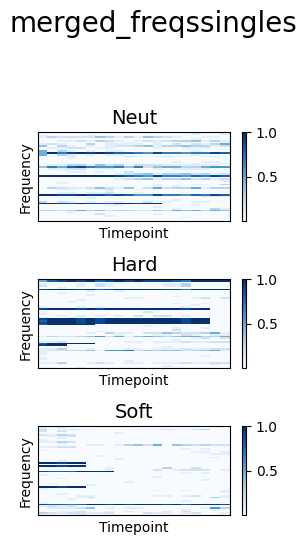 merged_freqssingles
Neut
Frequency
1.0
0.5
Timepoint
Hard
Frequency
1.0
0.5
Timepoint
Soft
Frequency
1.0
0.5
Timepoint